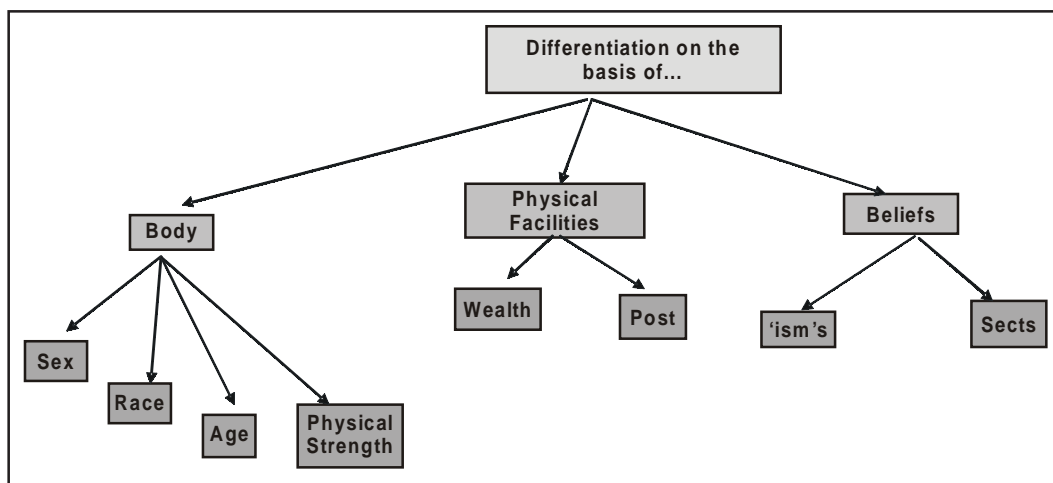 Differentiation on the
basis of...
Body
Physical
Facilities
Beliefs
Sex
Race
Age
Physical
Strength
Wealth
Post
'ism's
Sects